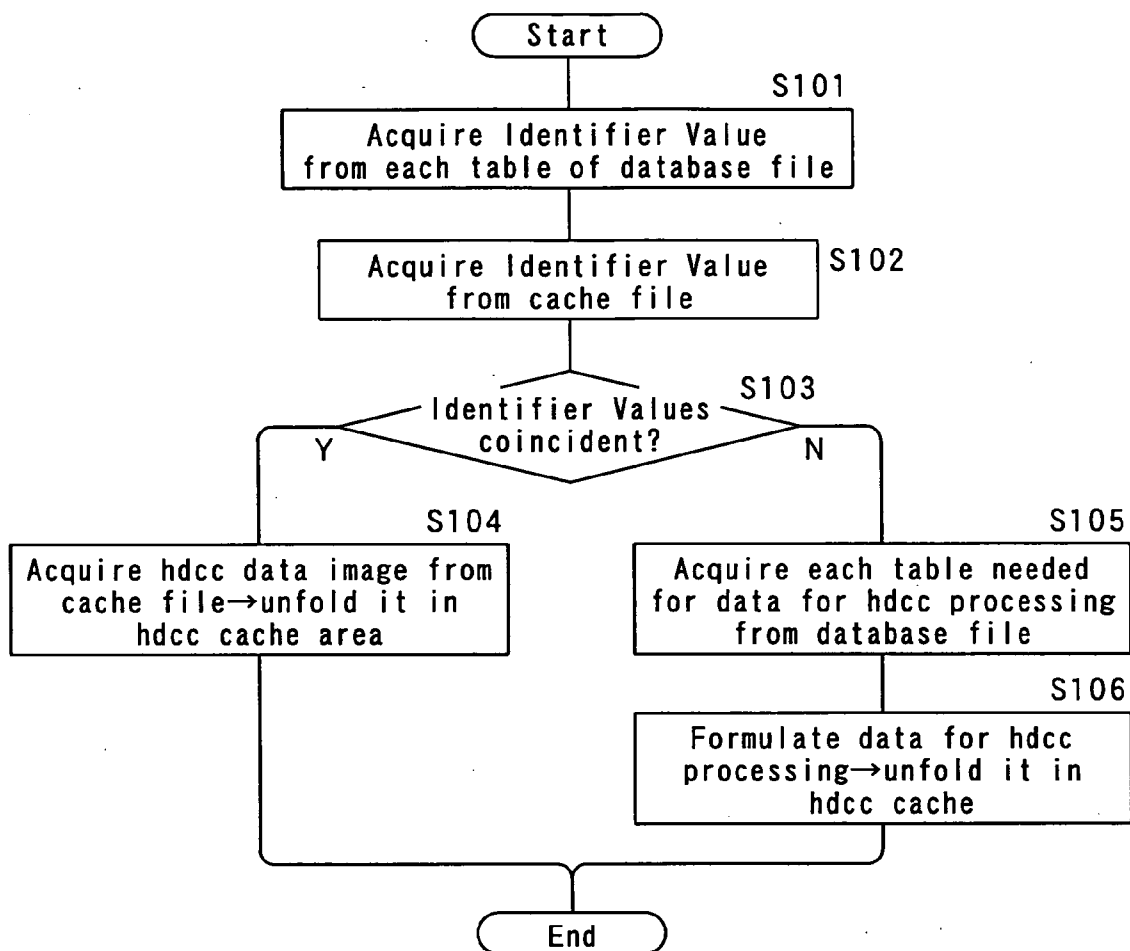 Start
S101
Acquire Identifier Value
from each table of database file
S102
Acquire Identifier Value
from cache file
S103
Identifier Values
coincident?
Y
N
S104
Acquire hdcc data image from
cache file→unfold it in
hdcc cache area
S105
Acquire each table needed
for data for hdcc processing
from database file
S106
Formulate data for hdcc
processing→unfold it in
hdcc cache
End